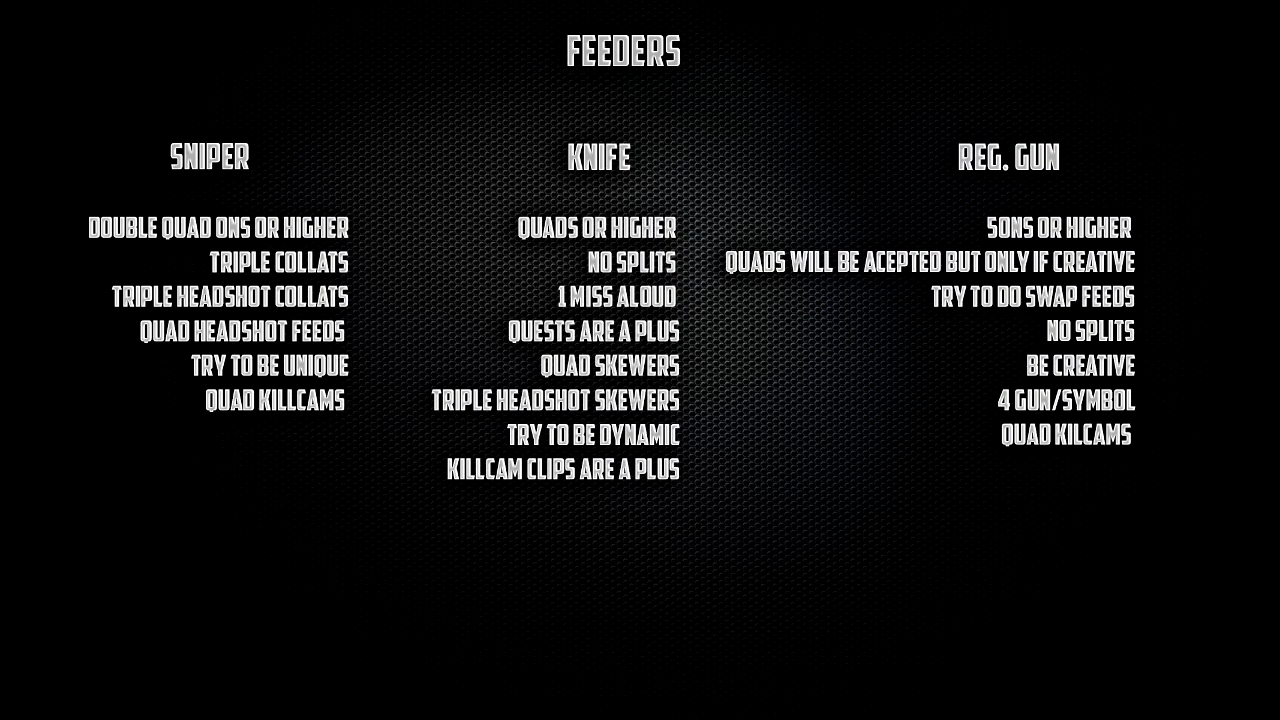 FEEDERS
SNIPER
DOUBLE QUAD ONS OR HIGHER
TRIPLE COLLATS
TRIPLE HEADSHOT COLLATS
QUAD HEADSHOT FEEDS
TRY TO BE UNIQUE
QUAD KILLCAMS
KNIFE
QUADS OR HIGHER
NO SPLITS
1 MISS ALOUD
QUESTS ARE A PLUS
QUAD SKEWERS
TRIPLE HEADSHOT SKEWERS
TRY TO BE DYNAMIC
KILLCAM CLIPS ARE A PLUS
REG. GUN
5ONS OR HIGHER
QUADS WILL BE ACEPTED BUT ONLY IF CREATIVE
TRY TO DO SWAP FEEDS
NO SPLITS
BE CREATIVE
4 GUN/SYMBOL
QUAD KILCAMS